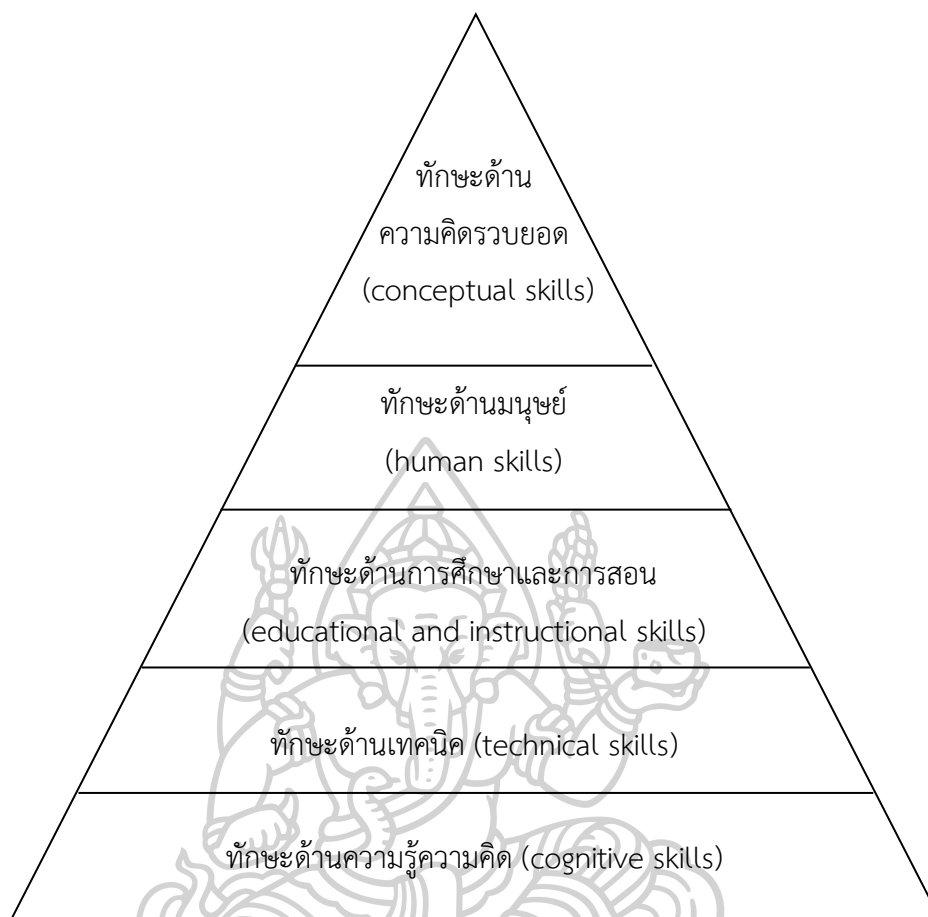 ทักษะด้าน
ความคิดรวบยอด
(conceptual skills)
ทักษะด้านมนุษย์
(human skills)
ทักษะด้านการศึกษาและการสอน
(educational and instructional skills)
ทักษะด้านเทคนิค (technical skills)
ทักษะด้านความรู้ความคิด (cognitive skills)